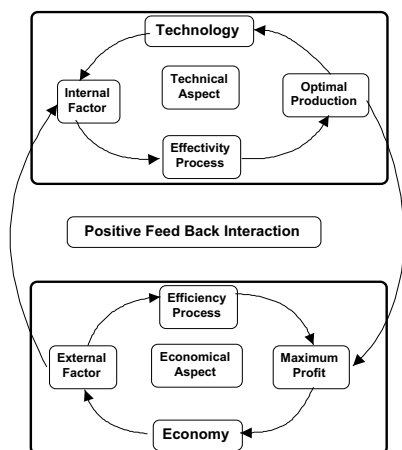 Technology
Technical
Aspect
Internal
Factor
Optimal
Production
Effectivity
Process
Positive Feed Back Interaction
Efficiency
Process
External
Factor
Economical
Aspect
Maximum
Profit
Economy